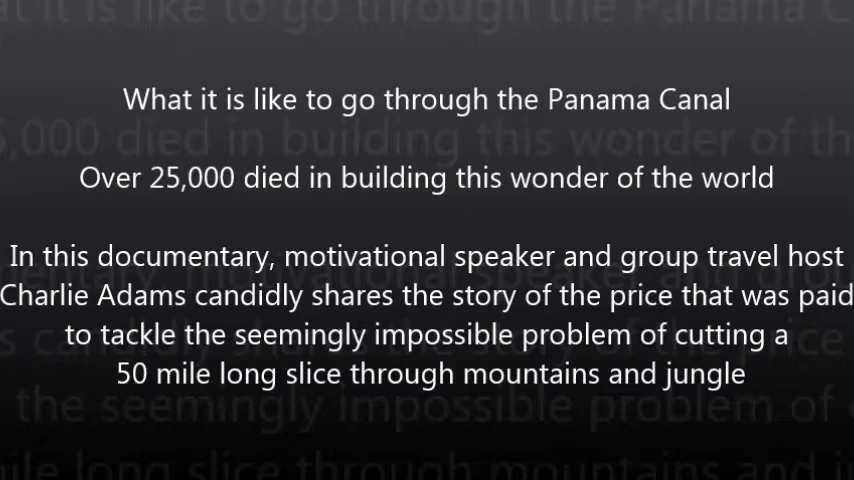 What it is like to go through the Panama Canal
Over 25,000 died in building this wonder of the world
In this documentary, motivational speaker and group travel host
Charlie Adams candidly shares the story of the price that was paid
to tackle the seemingly impossible problem of cutting a
50 mile long slice through mountains and jungle